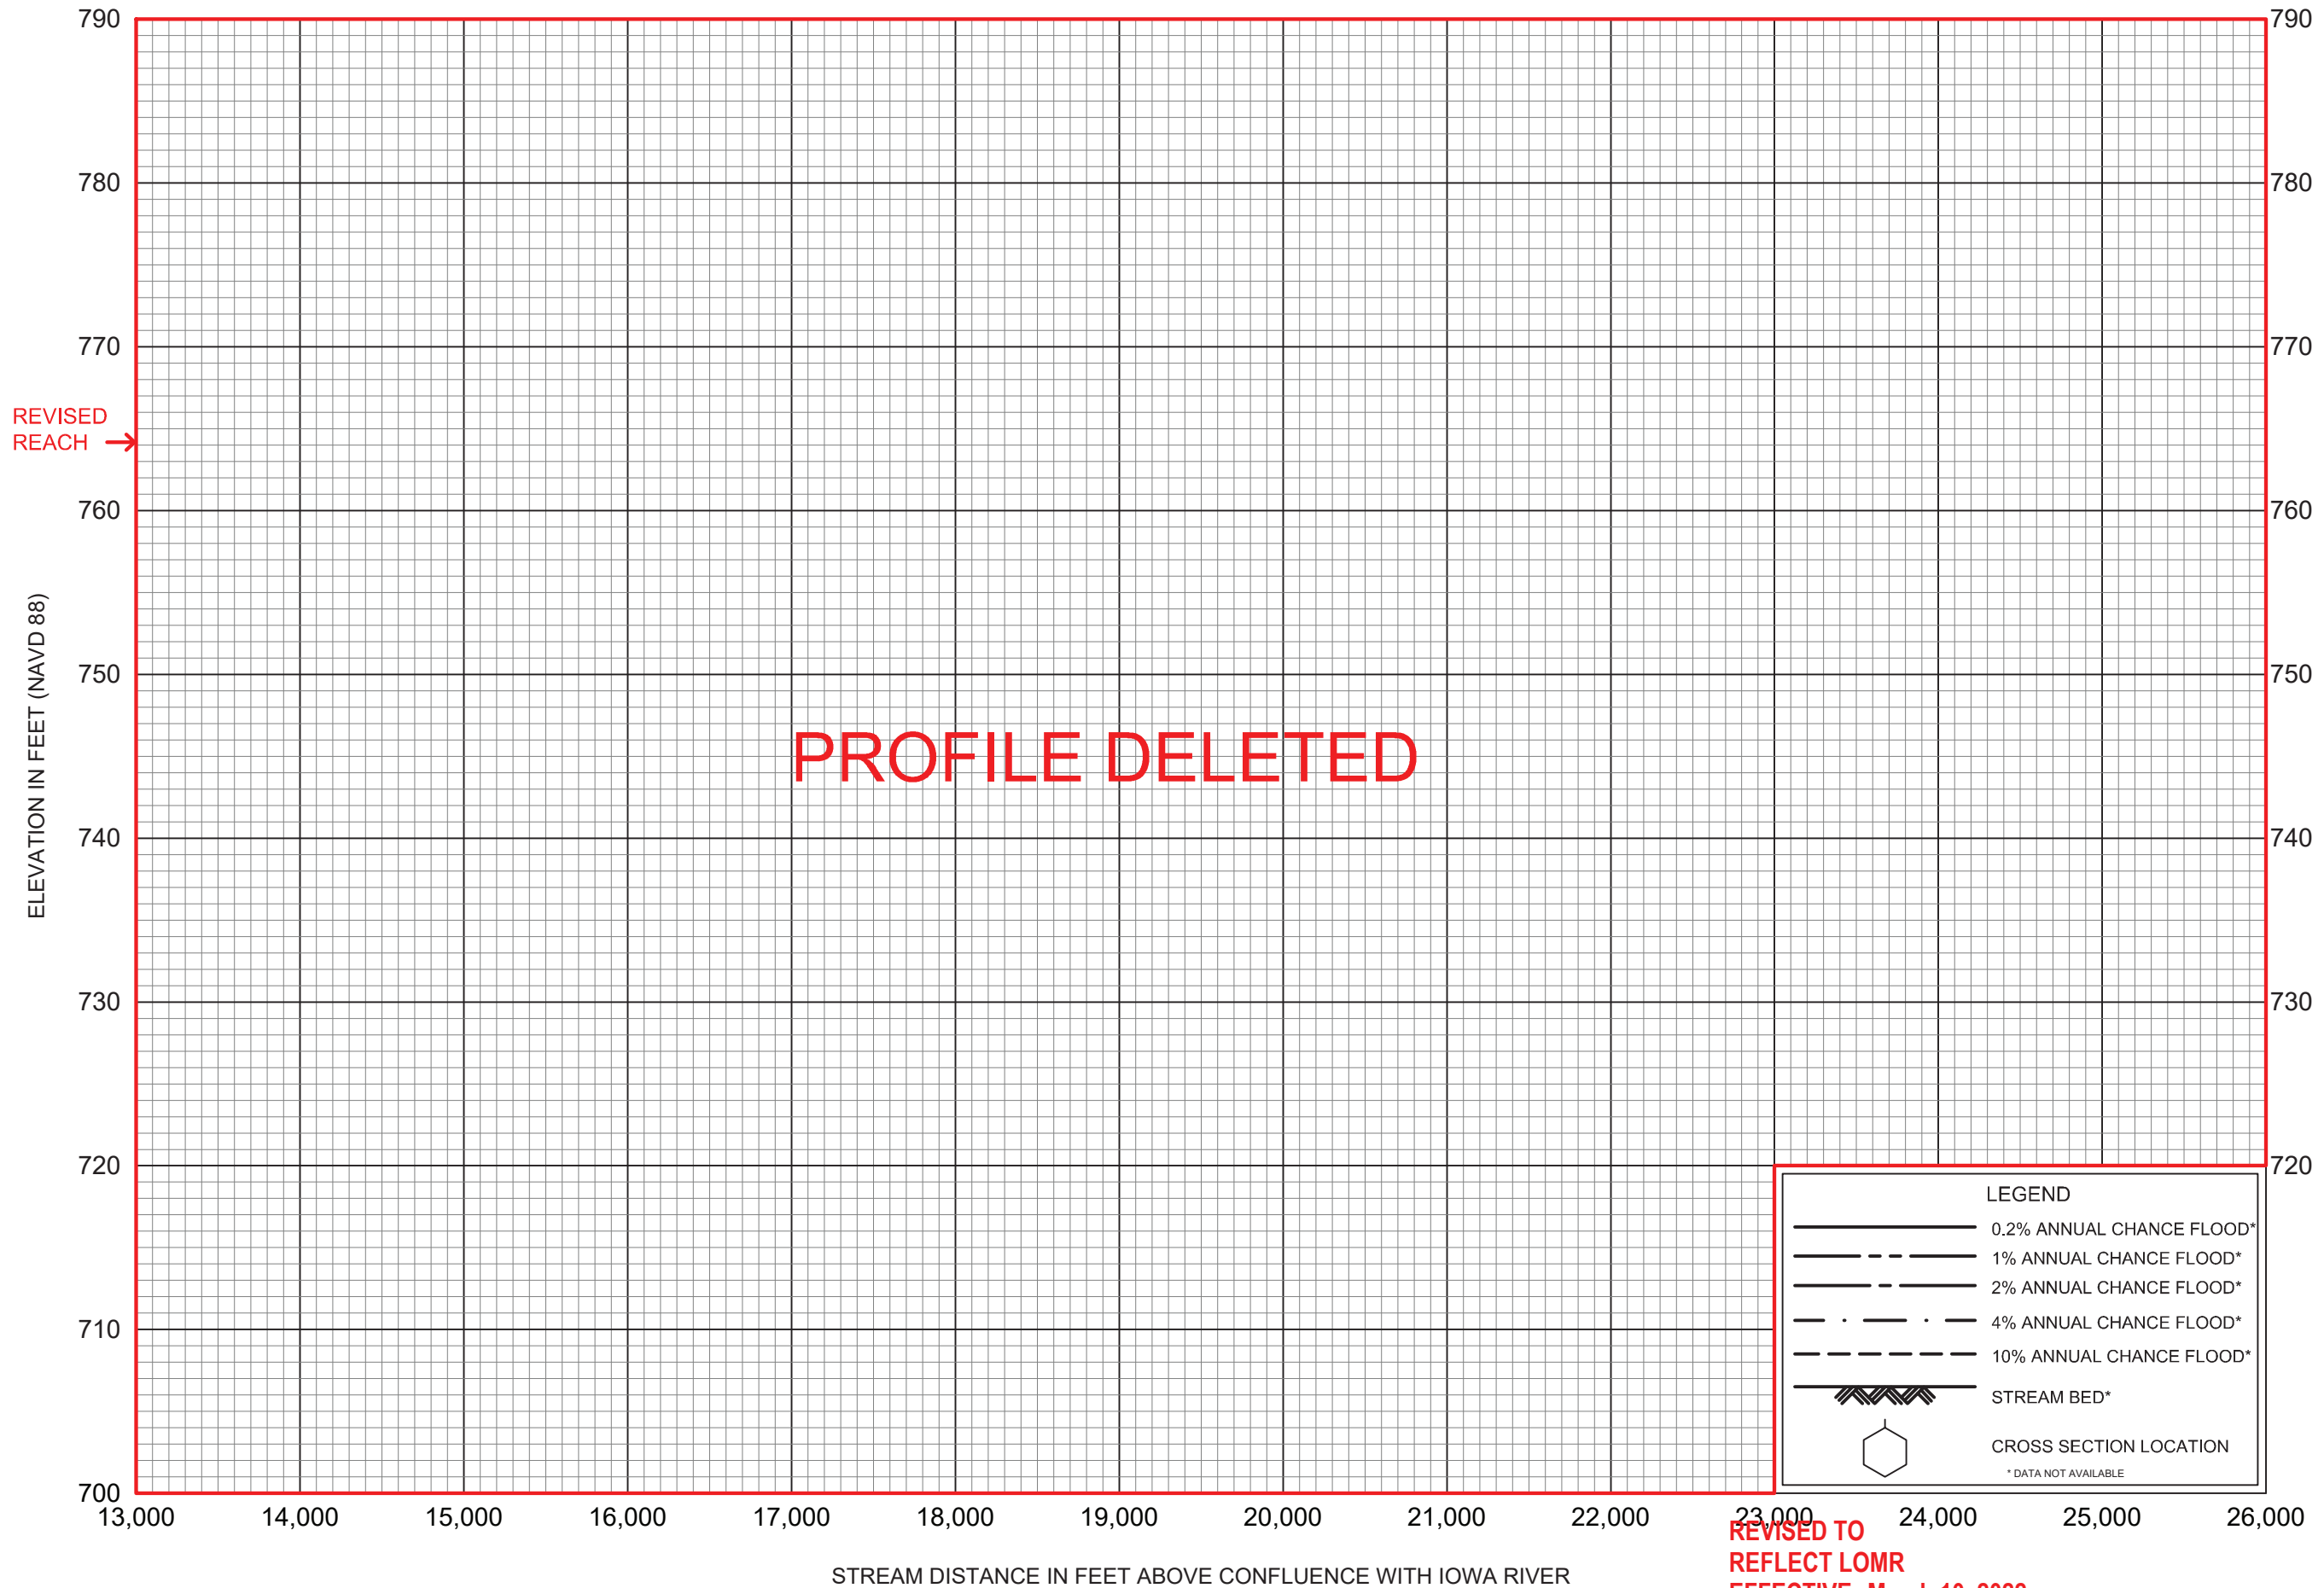 790
790
780
780
770
770
REVISED
REACH
760
760
ELEVATION IN FEET (NAVD 88)
750
750
PROFILE DELETED
740
740
730
730
720
720
LEGEND
0.2% ANNUAL CHANCE FLOOD*
1% ANNUAL CHANCE FLOOD*
2% ANNUAL CHANCE FLOOD*
4% ANNUAL CHANCE FLOOD*
10% ANNUAL CHANCE FLOOD*
STREAM BED*
CROSS SECTION LOCATION
* DATA NOT AVAILABLE
710
700
13,000 14,000 15,000 16,000 17,000 18,000 19,000 20,000 21,000 22,000 23,000 24,000 25,000 26,000
STREAM DISTANCE IN FEET ABOVE CONFLUENCE WITH IOWA RIVER
REVISED TO
REFLECT LOMR
EFFECTIVE: March 10,